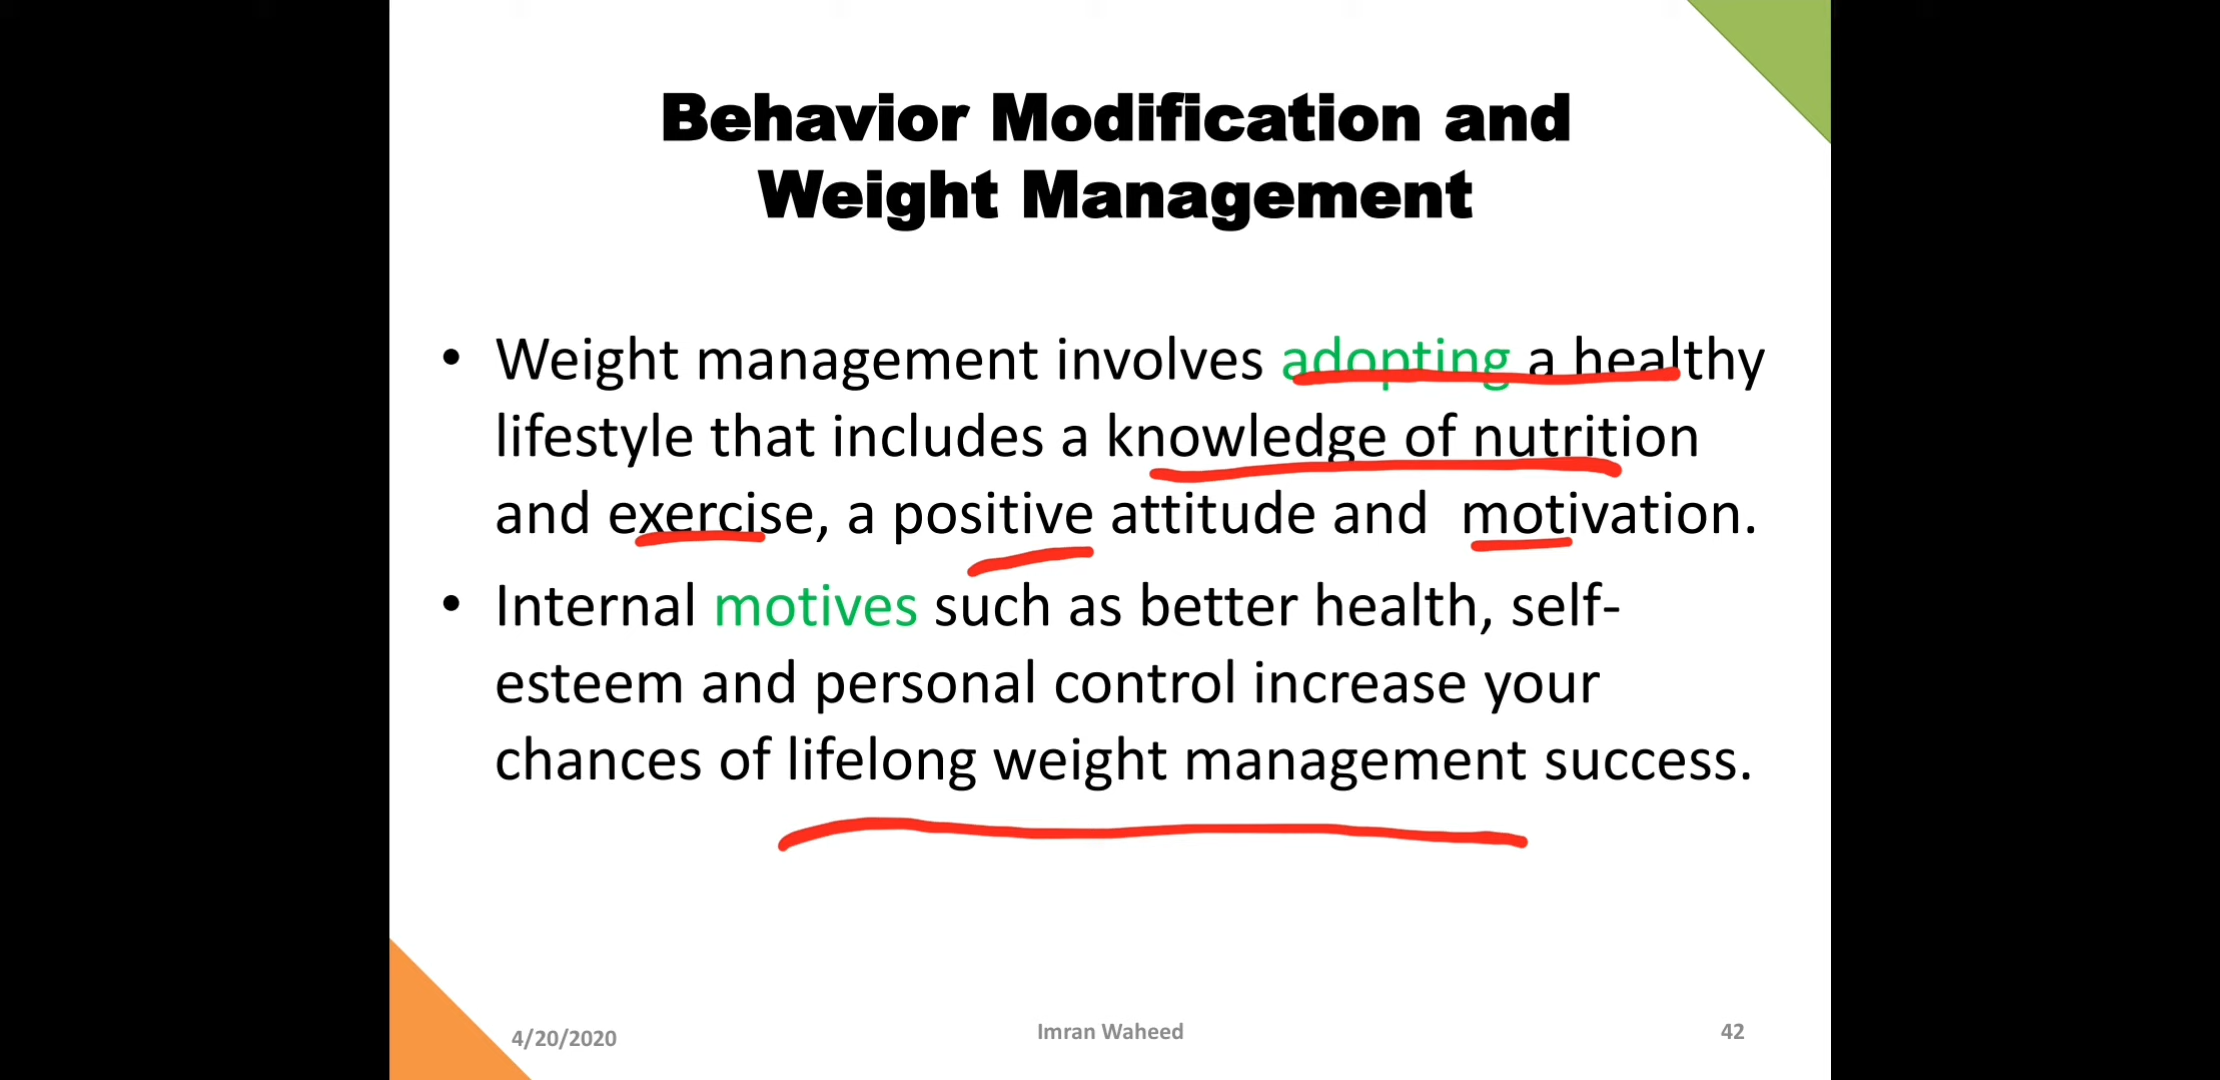 Behavior Modification and
Weight Management
• Weight management involves adopting a healthy
lifestyle that includes a knowledge of nutrition
and exercise, a positive attitude and motivation.
• Internal motives such as better health, self-
esteem and personal control increase your
chances of lifelong weight management success.
4/20/2020
Imran Waheed
42